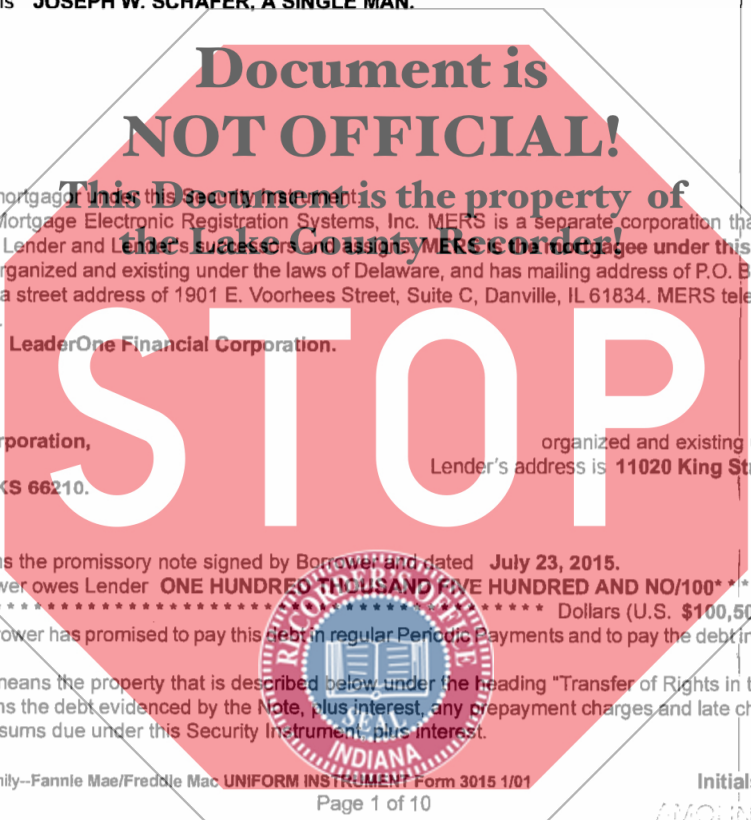 is JOSEPH W. SCHAFER, A SINGLE MAN.
Document is
NOT OFFICIAL!
mortgagor under this Security Instrument.
This Document is the property of
Mortgage Electronic Registration Systems, Inc. MERS is a separate corporation tha
Lender and Lender's successors and assigns. MERS is the mortgagee under this
the Lake County Recorder!
rganized and existing under the laws of Delaware, and has mailing address of P.O. B
a street address of 1901 E. Voorhees Street, Suite C, Danville, IL 61834. MERS tele
LeaderOne Financial Corporation.
STOP
rporation, organized and existing
Lender's address is 11020 King Str
KS 66210.
s the promissory note signed by Borrower and dated July 23, 2015.
wer owes Lender ONE HUNDRED THOUSAND FIVE HUNDRED AND NO/100* * *
* * * * * * * * * * * * * * * * * * * * * * * * * * * * * * * * * * * * * * * * Dollars (U.S. $100,50
rower has promised to pay this debt in regular Periodic Payments and to pay the debt in
RECORDER'S OFFICE
means the property that is described below under the heading "Transfer of Rights in t
ns the debt evidenced by the Note, plus interest, any prepayment charges and late ch
SEAL
sums due under this Security Instrument, plus interest.
INDIANA
mily--Fannie Mae/Freddie Mac UNIFORM INSTRUMENT Form 3015 1/01 Initial
Page 1 of 10